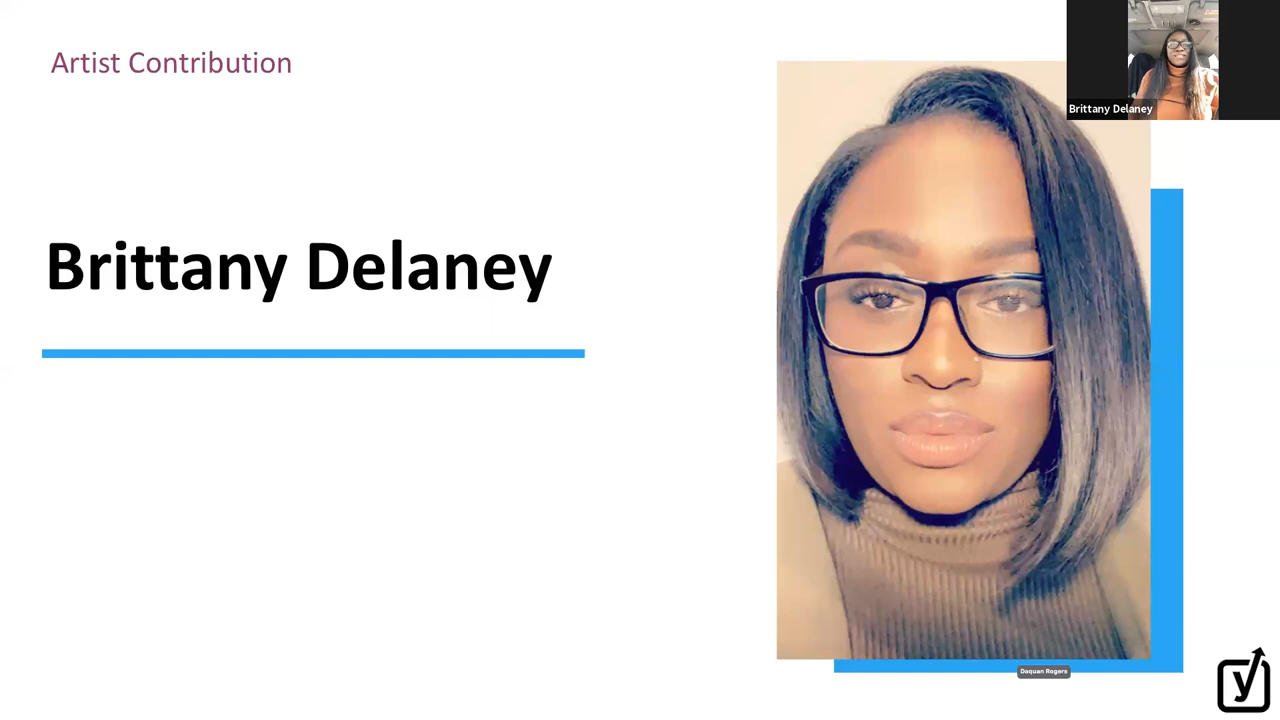 Artist Contribution
Brittany Delaney
Brittany Delaney
Daquan Rogers
y